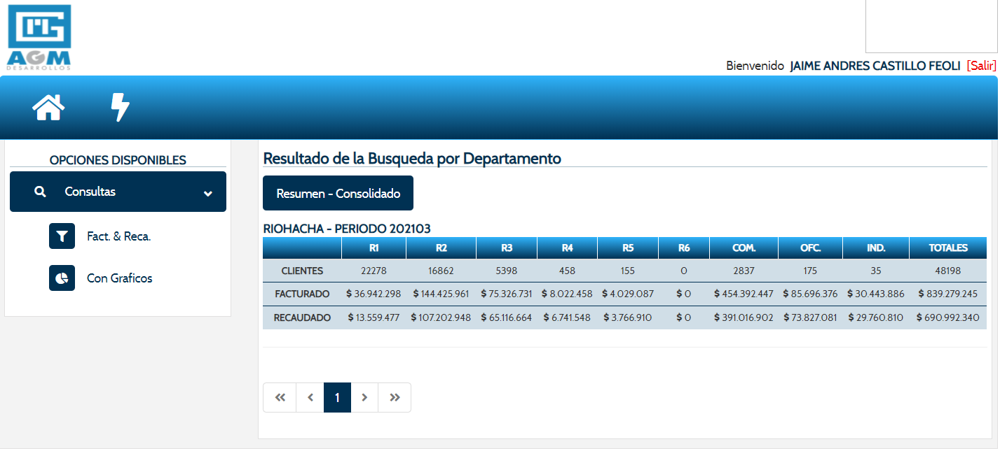 AGM
DESARROLLOS
Bienvenido JAIME ANDRES CASTILLO FEOLI [Salir]
OPCIONES DISPONIBLES
Consultas
Fact. & Reca.
Con Graficos
Resultado de la Busqueda por Departamento
Resumen - Consolidado
RIOHACHA - PERIODO 202103
R1 R2 R3 R4 R5 R6 COM. OFC. IND. TOTALES
CLIENTES 22278 16862 5398 458 155 0 2837 175 35 48198
FACTURADO $ 36.942.298 $ 144.425.961 $ 75.326.731 $ 8.022.458 $ 4.029.087 $ 0 $ 454.392.447 $ 85.696.376 $ 30.443.886 $ 839.279.245
RECAUDADO $ 13.559.477 $ 107.202.948 $ 65.116.664 $ 6.741.548 $ 3.766.910 $ 0 $ 391.016.902 $ 73.827.081 $ 29.760.810 $ 690.992.340
« ‹ 1 › »